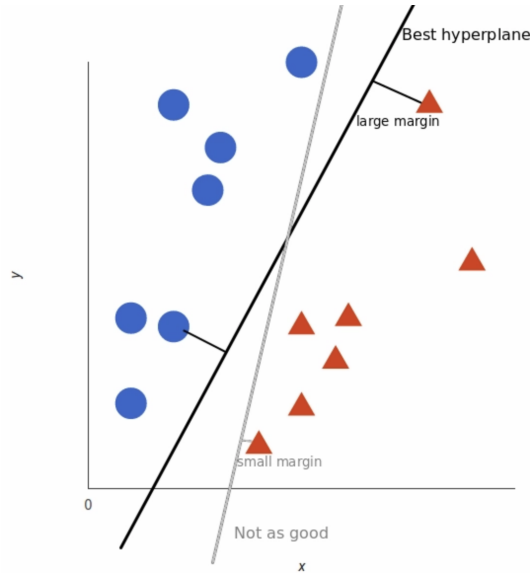 Best hyperplane
large margin
y
small margin
0
Not as good
x